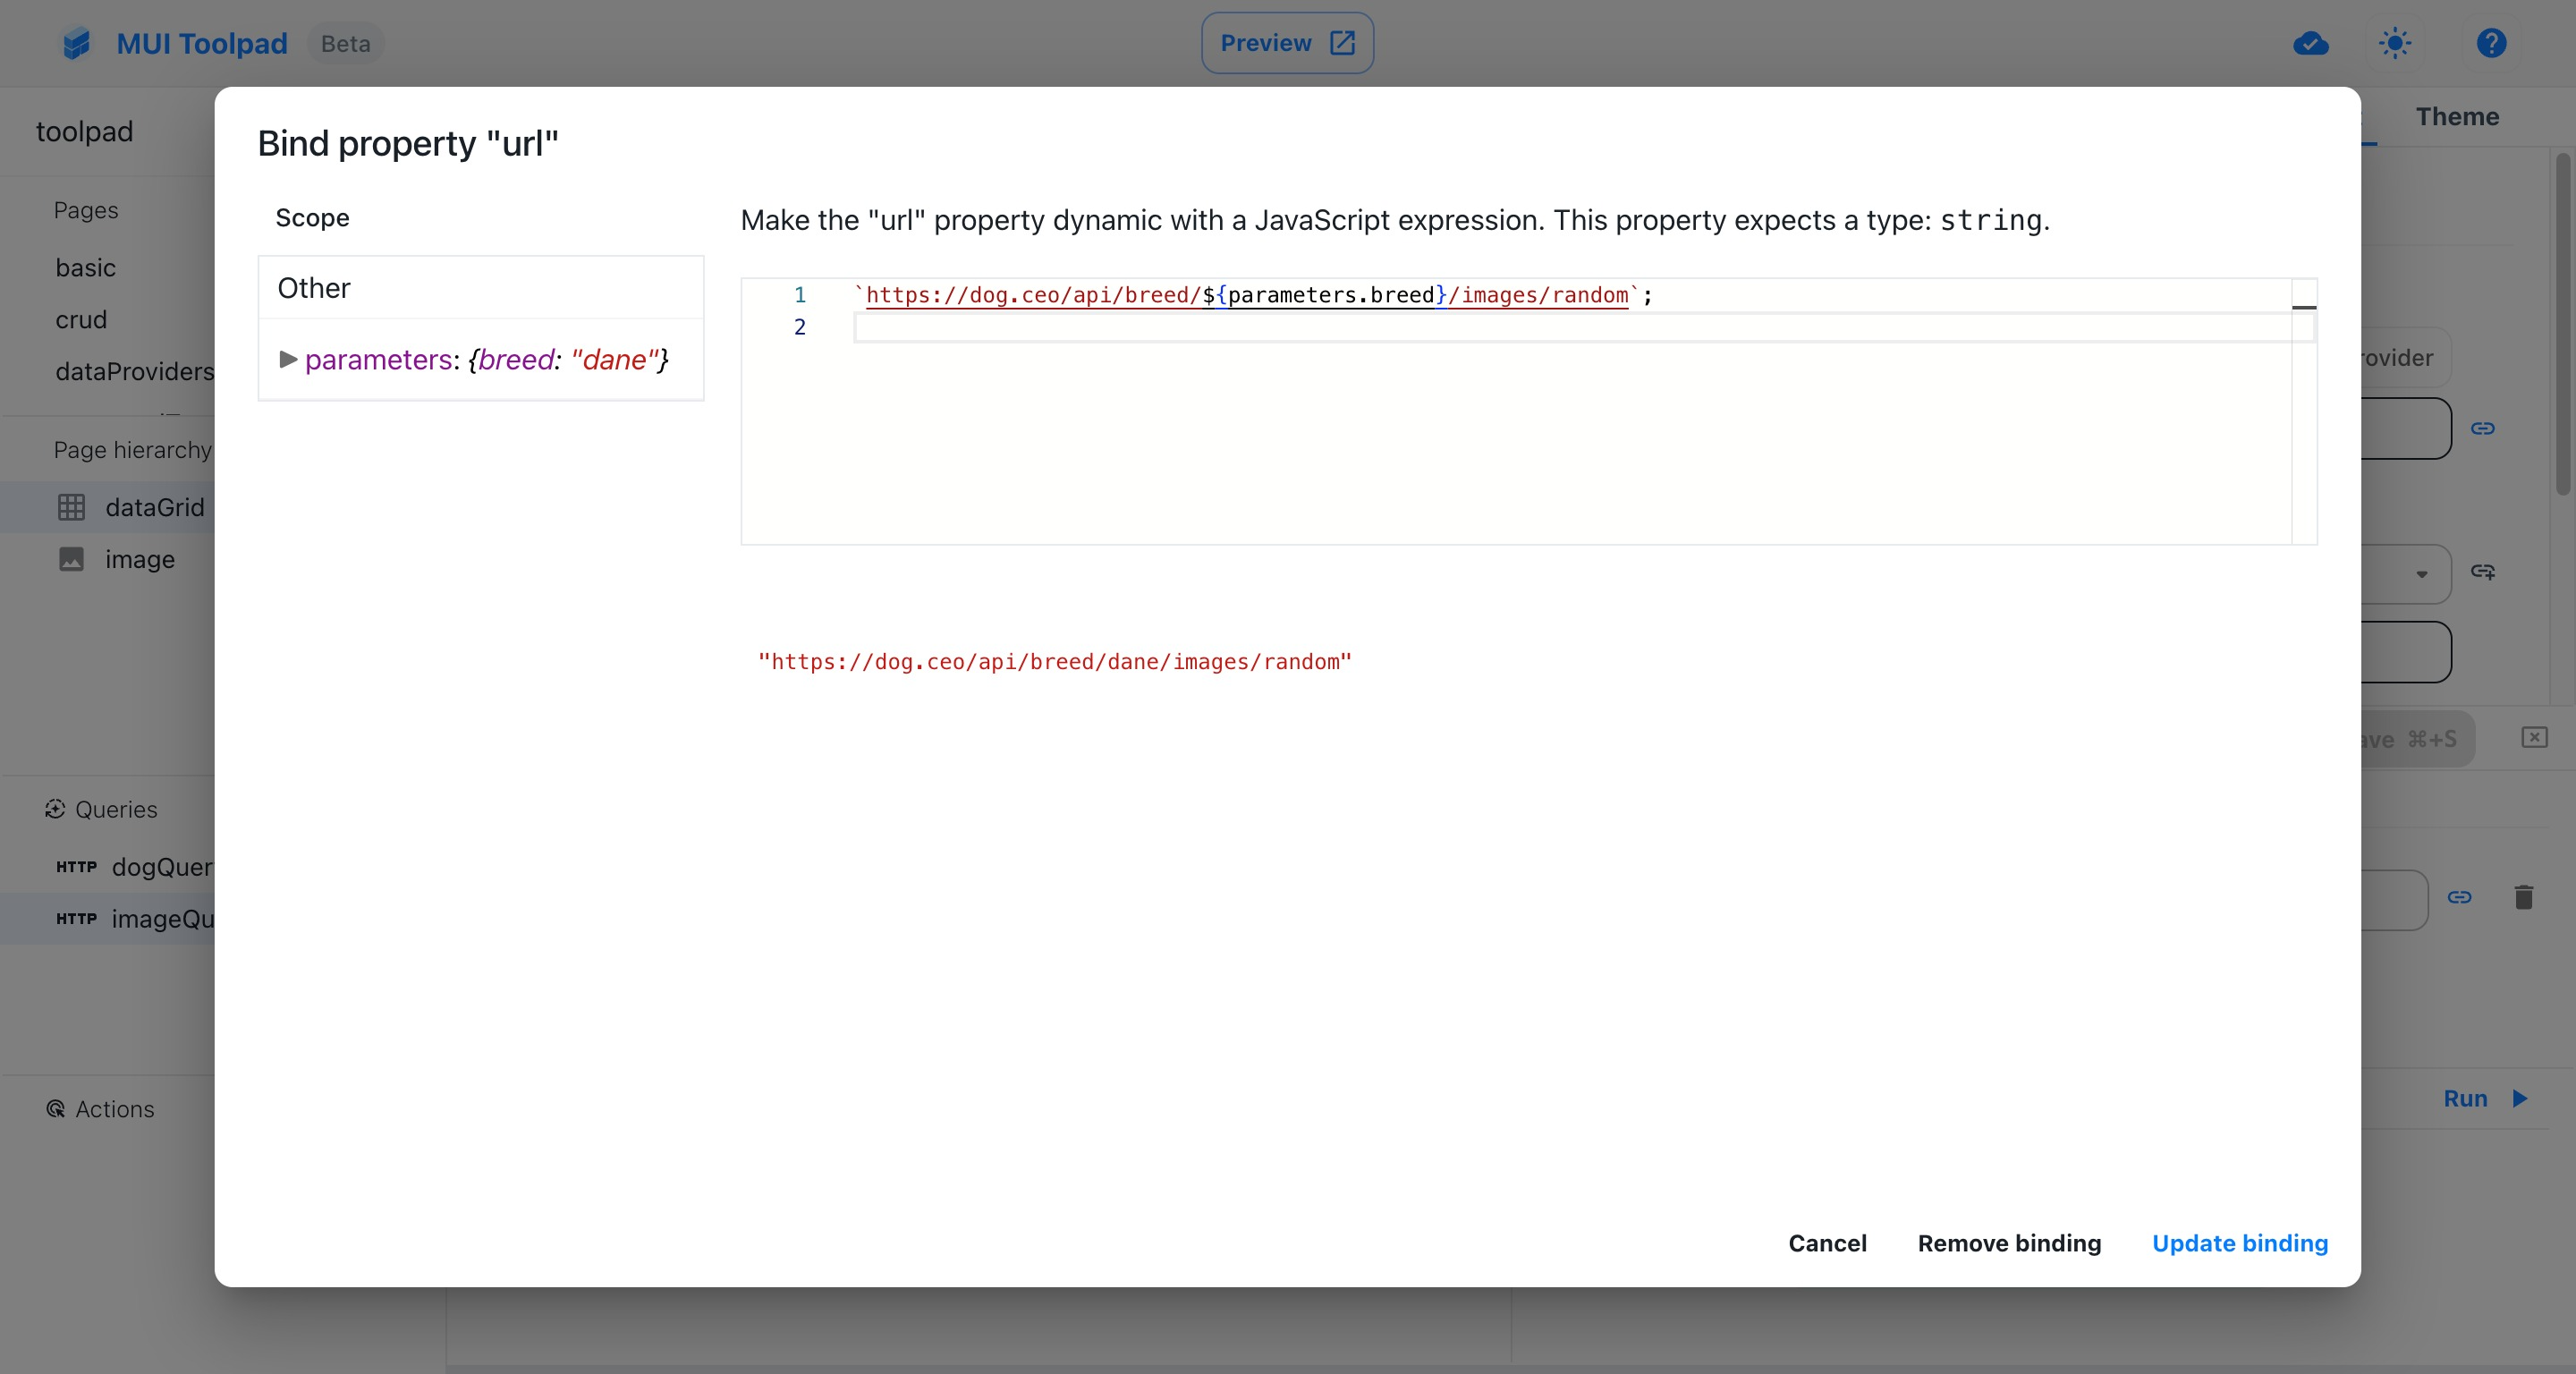 MUI Toolpad Beta
Preview
toolpad
Theme
Pages
basic
crud
dataProviders
Page hierarchy
dataGrid
image
Queries
HTTP dogQuer
HTTP imageQu
Actions
Bind property "url"
Scope
Other
parameters: {breed: "dane"}
Make the "url" property dynamic with a JavaScript expression. This property expects a type: string.
1 `https://dog.ceo/api/breed/${parameters.breed}/images/random`;
2
"https://dog.ceo/api/breed/dane/images/random"
Cancel Remove binding Update binding
rovider
ave ⌘+S
Run